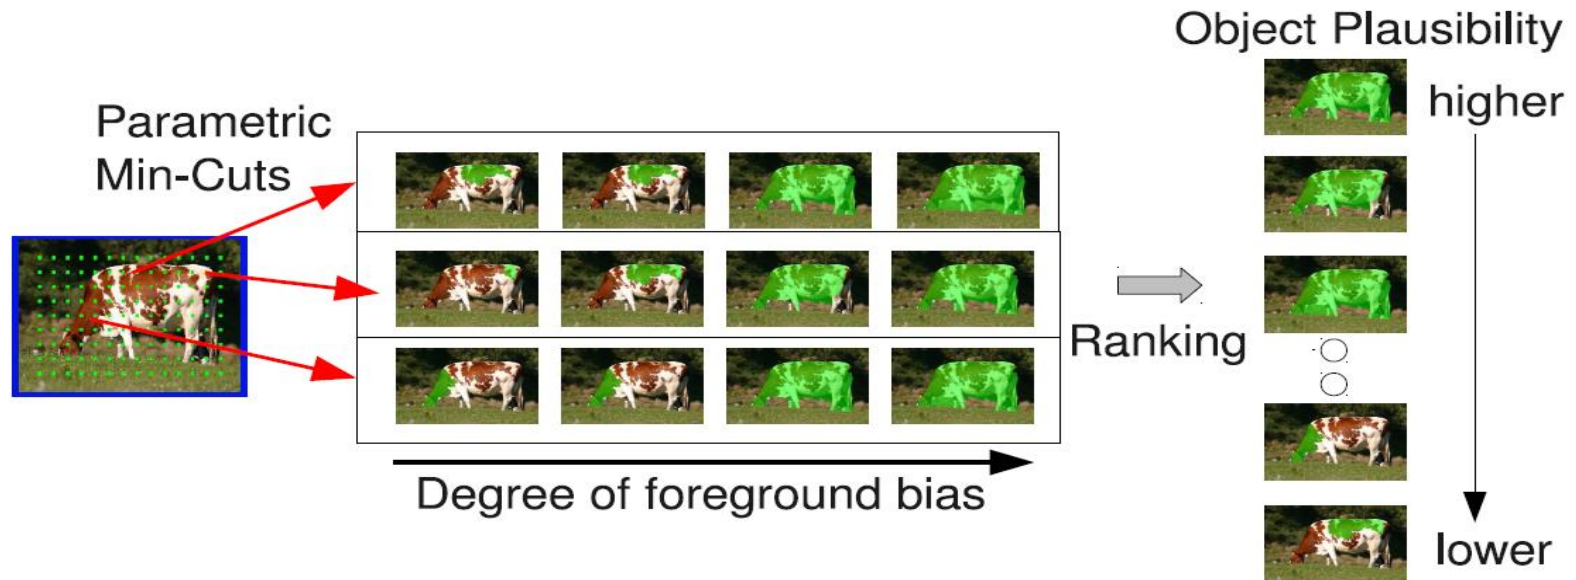 Object Plausibility
higher
Parametric
Min-Cuts
Ranking
Degree of foreground bias
lower